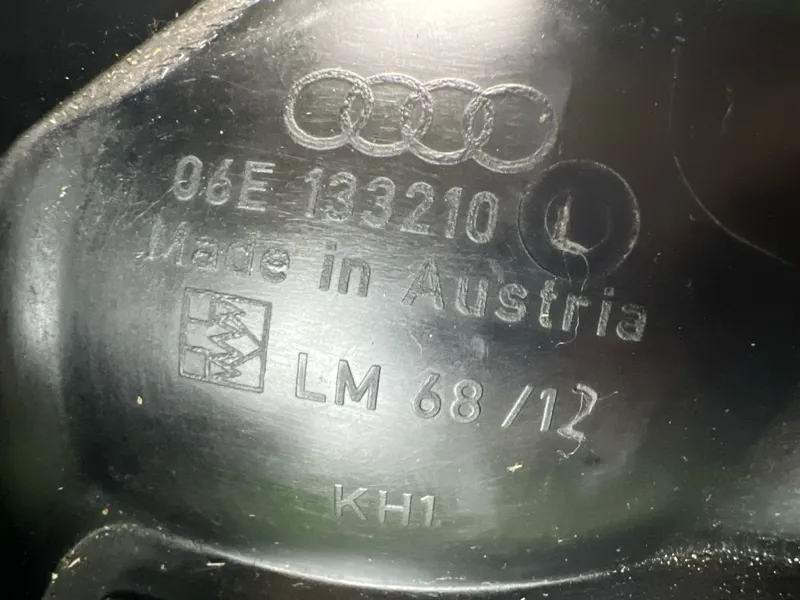 06E 133210 L
Made in Austria
LM 68 /12
KH1